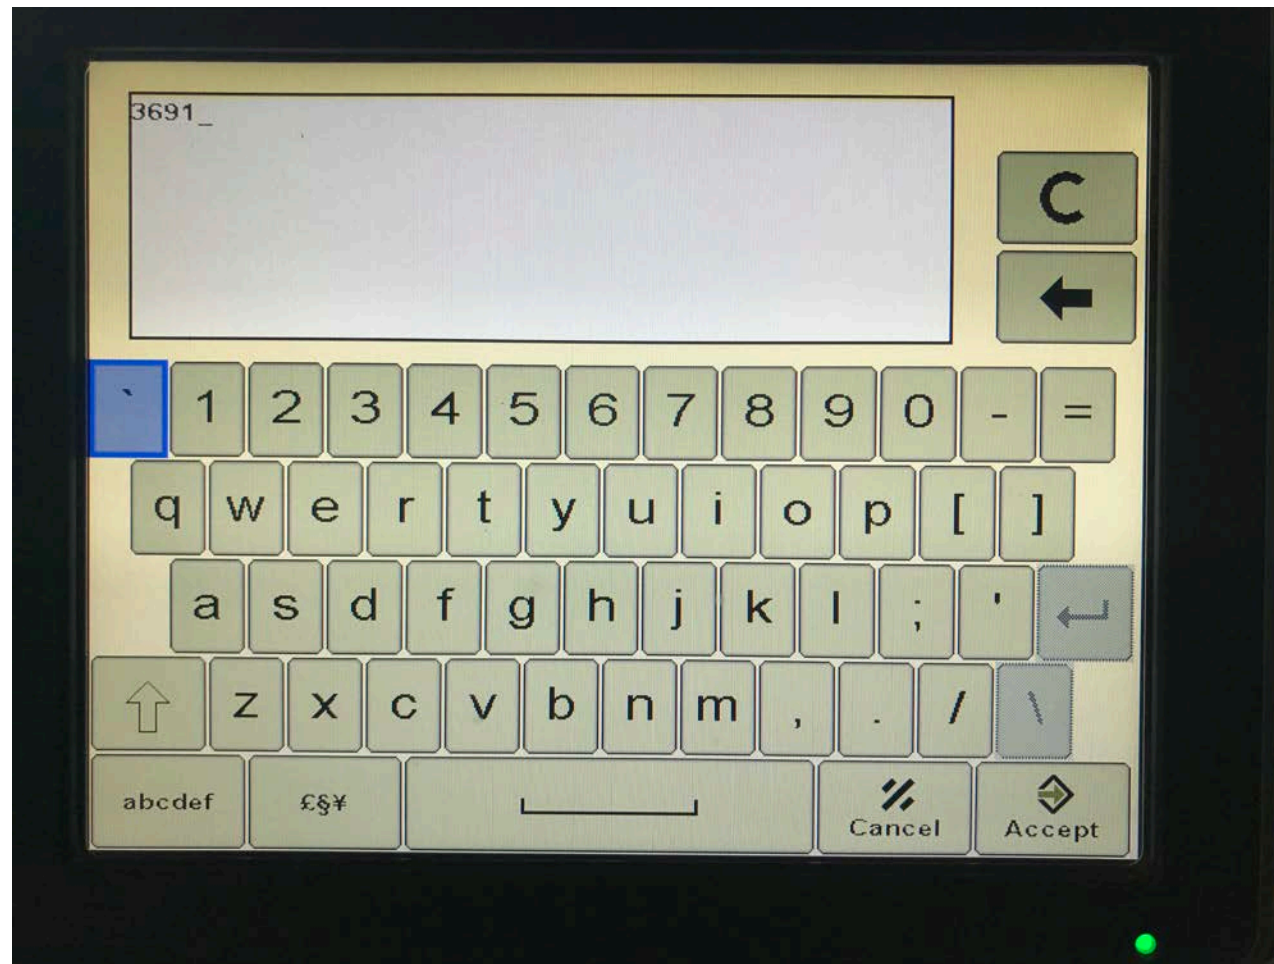 3691_
C
` 1 2 3 4 5 6 7 8 9 0 - =
q w e r t y u i o p [ ]
a s d f g h j k l ; '
z x c v b n m , . / \
abcdef £§¥ Cancel Accept